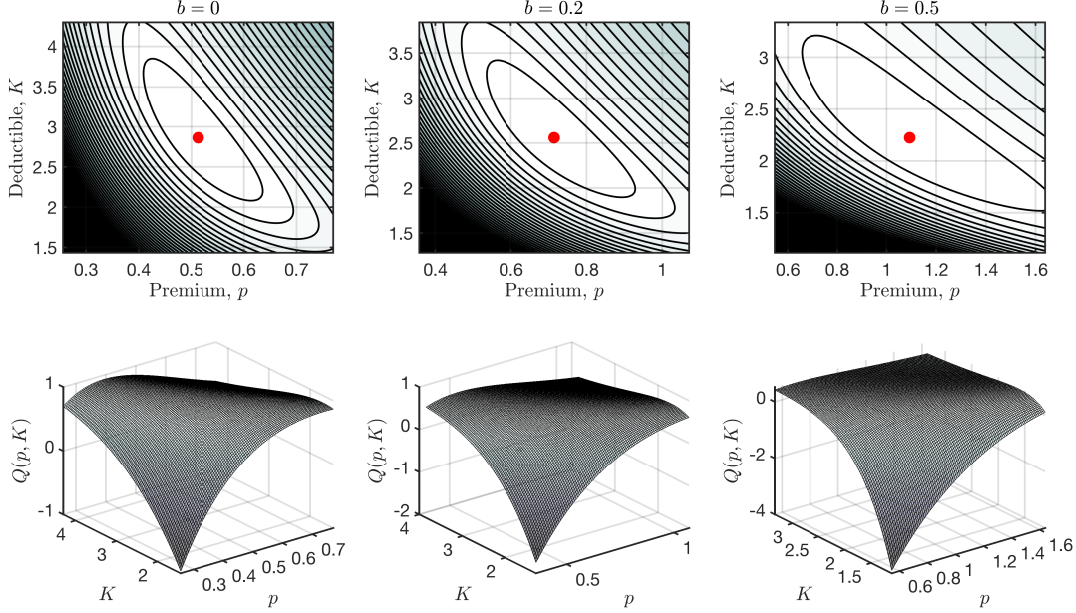 b = 0
b = 0.2
b = 0.5
Deductible, K
4
3.5
3
2.5
2
1.5
0.3 0.4 0.5 0.6 0.7
Premium, p
Deductible, K
3.5
3
2.5
2
1.5
0.4 0.6 0.8 1
Premium, p
Deductible, K
3
2.5
2
1.5
0.6 0.8 1 1.2 1.4 1.6
Premium, p
Q(p, K)
1
0
-1
4
3
2
K
0.3 0.4 0.5 0.6 0.7
p
Q(p, K)
1
0
-1
-2
4
3
2
K
0.5 1
p
Q(p, K)
0
-2
-4
3
2.5
2
1.5
K
0.6 0.8 1 1.2 1.4 1.6
p